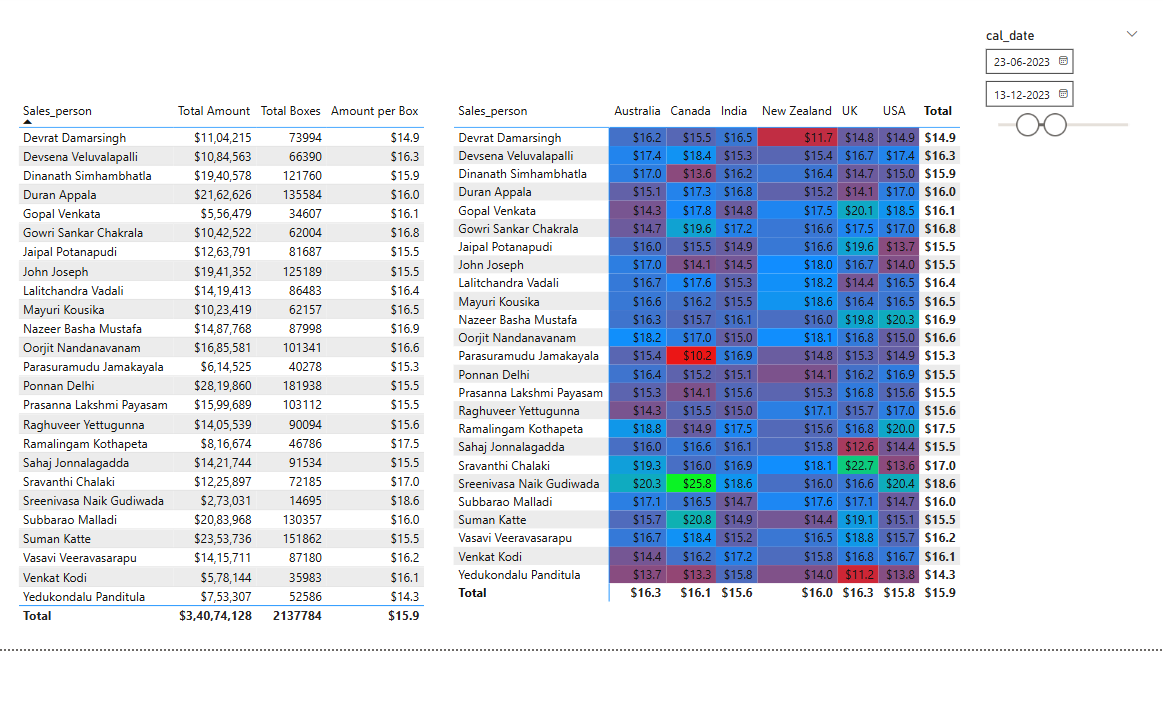 cal_date
23-06-2023
13-12-2023
Sales_person Total Amount Total Boxes Amount per Box
Devrat Damarsingh $11,04,215 73994 $14.9
Devsena Veluvalapalli $10,84,563 66390 $16.3
Dinanath Simhambhatla $19,40,578 121760 $15.9
Duran Appala $21,62,626 135584 $16.0
Gopal Venkata $5,56,479 34607 $16.1
Gowri Sankar Chakrala $10,42,522 62004 $16.8
Jaipal Potanapudi $12,63,791 81687 $15.5
John Joseph $19,41,352 125189 $15.5
Lalitchandra Vadali $14,19,413 86483 $16.4
Mayuri Kousika $10,23,419 62157 $16.5
Nazeer Basha Mustafa $14,87,768 87998 $16.9
Oorjit Nandanavanam $16,85,581 101341 $16.6
Parasuramudu Jamakayala $6,14,525 40278 $15.3
Ponnan Delhi $28,19,860 181938 $15.5
Prasanna Lakshmi Payasam $15,99,689 103112 $15.5
Raghuveer Yettugunna $14,05,539 90094 $15.6
Ramalingam Kothapeta $8,16,674 46786 $17.5
Sahaj Jonnalagadda $14,21,744 91534 $15.5
Sravanthi Chalaki $12,25,897 72185 $17.0
Sreenivasa Naik Gudiwada $2,73,031 14695 $18.6
Subbarao Malladi $20,83,968 130357 $16.0
Suman Katte $23,53,736 151862 $15.5
Vasavi Veeravasarapu $14,15,711 87180 $16.2
Venkat Kodi $5,78,144 35983 $16.1
Yedukondalu Panditula $7,53,307 52586 $14.3
Total $3,40,74,128 2137784 $15.9
Sales_person Australia Canada India New Zealand UK USA Total
Devrat Damarsingh $16.2 $15.5 $16.5 $11.7 $14.8 $14.9 $14.9
Devsena Veluvalapalli $17.4 $18.4 $15.3 $15.4 $16.7 $17.4 $16.3
Dinanath Simhambhatla $17.0 $13.6 $16.2 $16.4 $14.7 $15.0 $15.9
Duran Appala $15.1 $17.3 $16.8 $15.2 $14.1 $17.0 $16.0
Gopal Venkata $14.3 $17.8 $14.8 $17.5 $20.1 $18.5 $16.1
Gowri Sankar Chakrala $14.7 $19.6 $17.2 $16.6 $17.5 $17.0 $16.8
Jaipal Potanapudi $16.0 $15.5 $14.9 $16.6 $19.6 $13.7 $15.5
John Joseph $17.0 $14.1 $14.5 $18.0 $16.7 $14.0 $15.5
Lalitchandra Vadali $16.7 $17.6 $15.3 $18.2 $14.4 $16.5 $16.4
Mayuri Kousika $16.6 $16.2 $15.5 $18.6 $16.4 $16.5 $16.5
Nazeer Basha Mustafa $16.3 $15.7 $16.1 $16.0 $19.8 $20.3 $16.9
Oorjit Nandanavanam $18.2 $17.0 $15.0 $18.1 $16.8 $15.0 $16.6
Parasuramudu Jamakayala $15.4 $10.2 $16.9 $14.8 $15.3 $14.9 $15.3
Ponnan Delhi $16.4 $15.2 $15.1 $14.1 $16.2 $16.9 $15.5
Prasanna Lakshmi Payasam $15.3 $14.1 $15.6 $15.3 $16.8 $15.6 $15.5
Raghuveer Yettugunna $14.3 $15.5 $15.0 $17.1 $15.7 $17.0 $15.6
Ramalingam Kothapeta $18.8 $14.9 $17.5 $15.6 $16.8 $20.0 $17.5
Sahaj Jonnalagadda $16.0 $16.6 $16.1 $15.8 $12.6 $14.4 $15.5
Sravanthi Chalaki $19.3 $16.0 $16.9 $18.1 $22.7 $13.6 $17.0
Sreenivasa Naik Gudiwada $20.3 $25.8 $18.6 $16.0 $16.6 $20.4 $18.6
Subbarao Malladi $17.1 $16.5 $14.7 $17.6 $17.1 $14.7 $16.0
Suman Katte $15.7 $20.8 $14.9 $14.4 $19.1 $15.1 $15.5
Vasavi Veeravasarapu $16.7 $18.4 $15.2 $16.5 $18.8 $15.7 $16.2
Venkat Kodi $14.4 $16.2 $17.2 $15.8 $16.8 $16.7 $16.1
Yedukondalu Panditula $13.7 $13.3 $15.8 $14.0 $11.2 $13.8 $14.3
Total $16.3 $16.1 $15.6 $16.0 $16.3 $15.8 $15.9